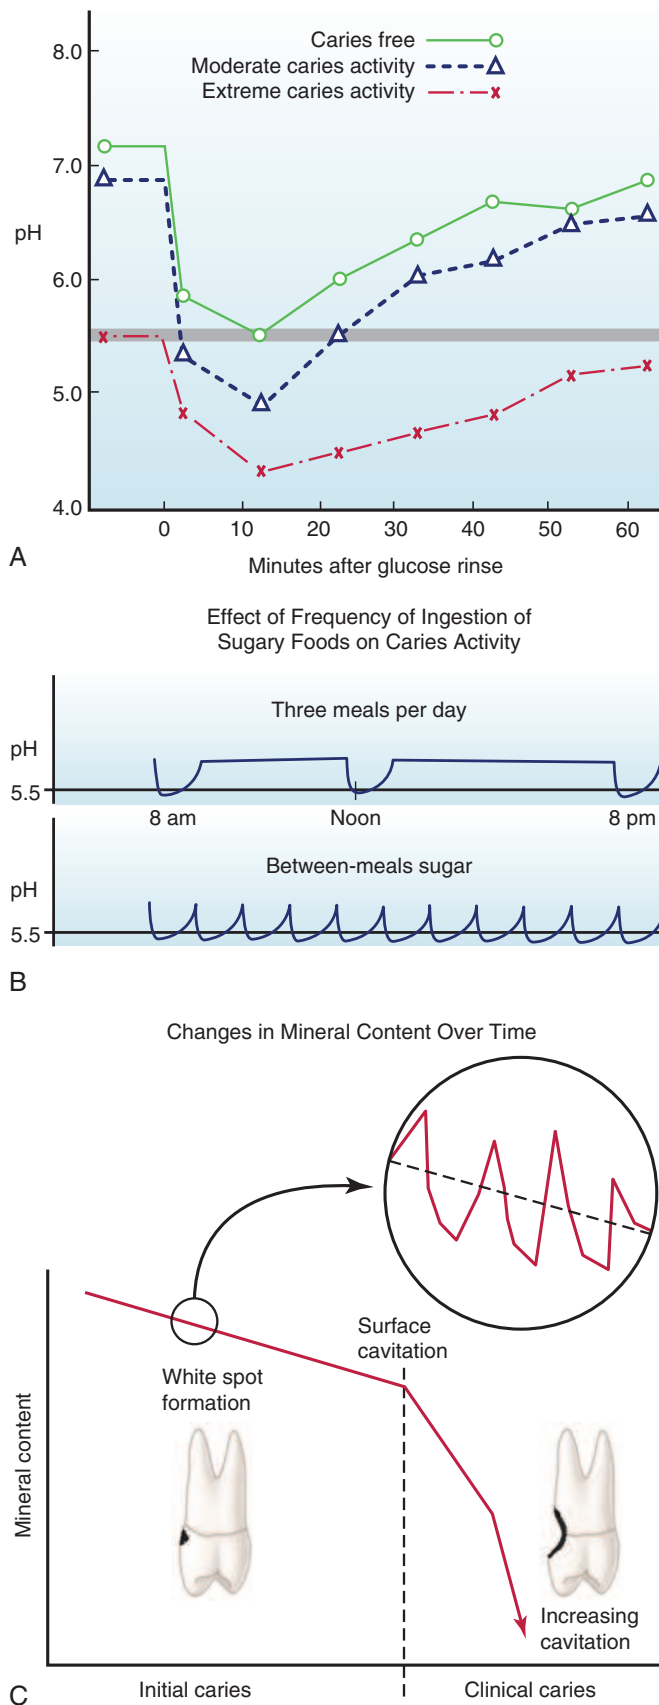 8.0
Caries free
Moderate caries activity
Extreme caries activity
7.0
pH
6.0
5.0
4.0
0 10 20 30 40 50 60
A
Minutes after glucose rinse
Effect of Frequency of Ingestion of
Sugary Foods on Caries Activity
Three meals per day
pH
5.5
8 am Noon 8 pm
Between-meals sugar
pH
5.5
B
Changes in Mineral Content Over Time
Surface
cavitation
White spot
formation
Mineral content
Increasing
cavitation
C
Initial caries Clinical caries